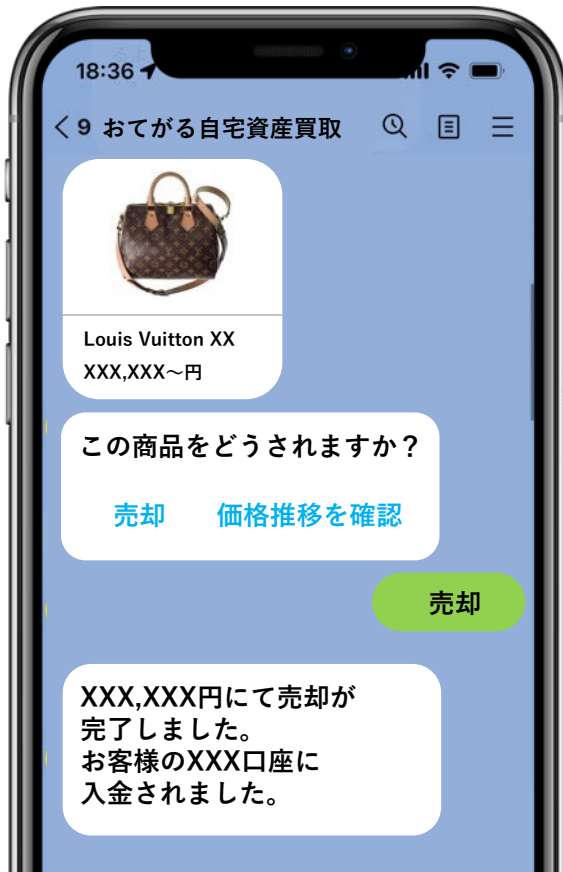 18:36
9 おてがる自宅資産買取
Louis Vuitton XX
XXX,XXX～円
この商品をどうされますか？
売却 価格推移を確認
売却
XXX,XXX円にて売却が
完了しました。
お客様のXXX口座に
入金されました。